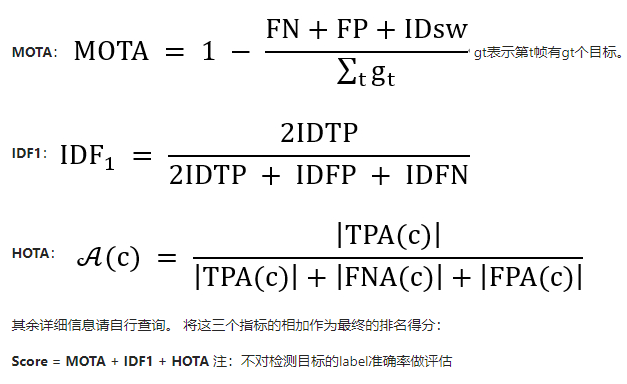 MOTA： MOTA = 1 − (FN + FP + IDsw) / (∑ₜ gₜ), gt表示第t帧有gt个目标。
IDF1： IDF₁ = 2IDTP / (2IDTP + IDFP + IDFN)
HOTA： 𝒜(c) = |TPA(c)| / (|TPA(c)| + |FNA(c)| + |FPA(c)|)
其余详细信息请自行查询。 将这三个指标的相加作为最终的排名得分：
Score = MOTA + IDF1 + HOTA 注：不对检测目标的label准确率做评估